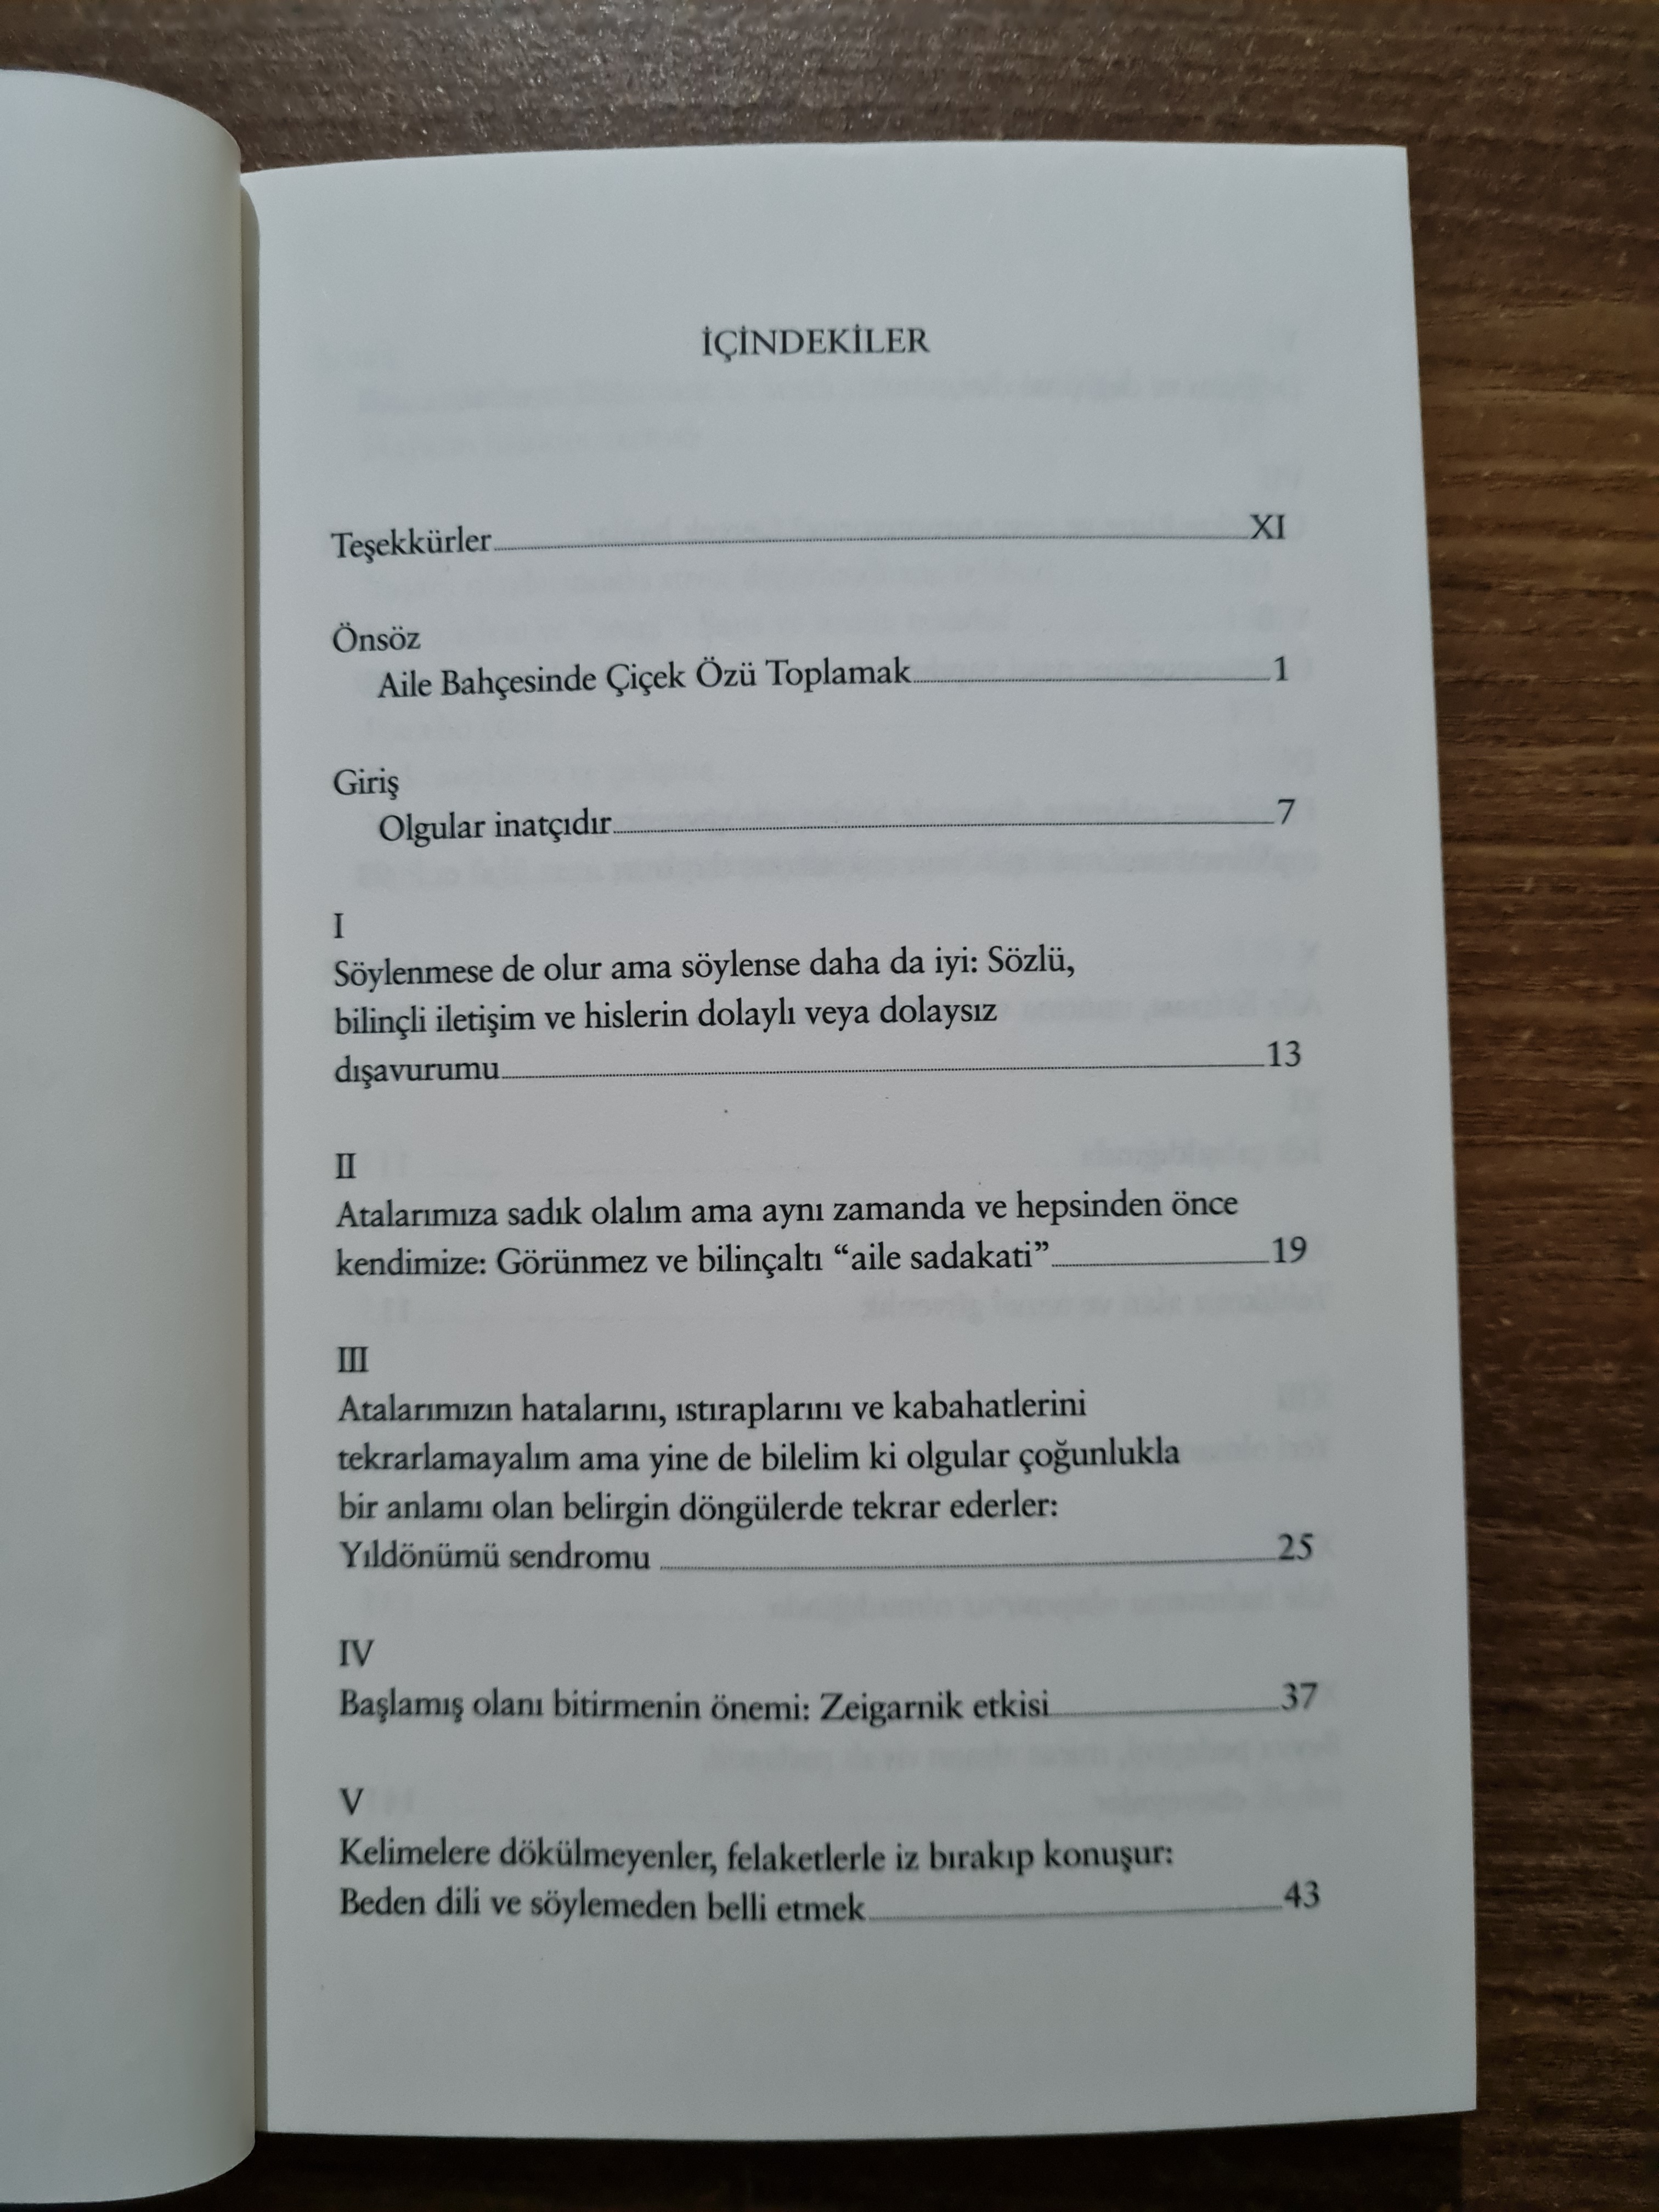 İÇİNDEKİLER
Teşekkürler XI
Önsöz
Aile Bahçesinde Çiçek Özü Toplamak 1
Giriş
Olgular inatçıdır 7
I
Söylenmese de olur ama söylense daha da iyi: Sözlü,
bilinçli iletişim ve hislerin dolaylı veya dolaysız
dışavurumu 13
II
Atalarımıza sadık olalım ama aynı zamanda ve hepsinden önce
kendimize: Görünmez ve bilinçaltı “aile sadakati” 19
III
Atalarımızın hatalarını, ıstıraplarını ve kabahatlerini
tekrarlamayalım ama yine de bilelim ki olgular çoğunlukla
bir anlamı olan belirgin döngülerde tekrar ederler:
Yıldönümü sendromu 25
IV
Başlamış olanı bitirmenin önemi: Zeigarnik etkisi 37
V
Kelimelere dökülmeyenler, felaketlerle iz bırakıp konuşur:
Beden dili ve söylemeden belli etmek 43